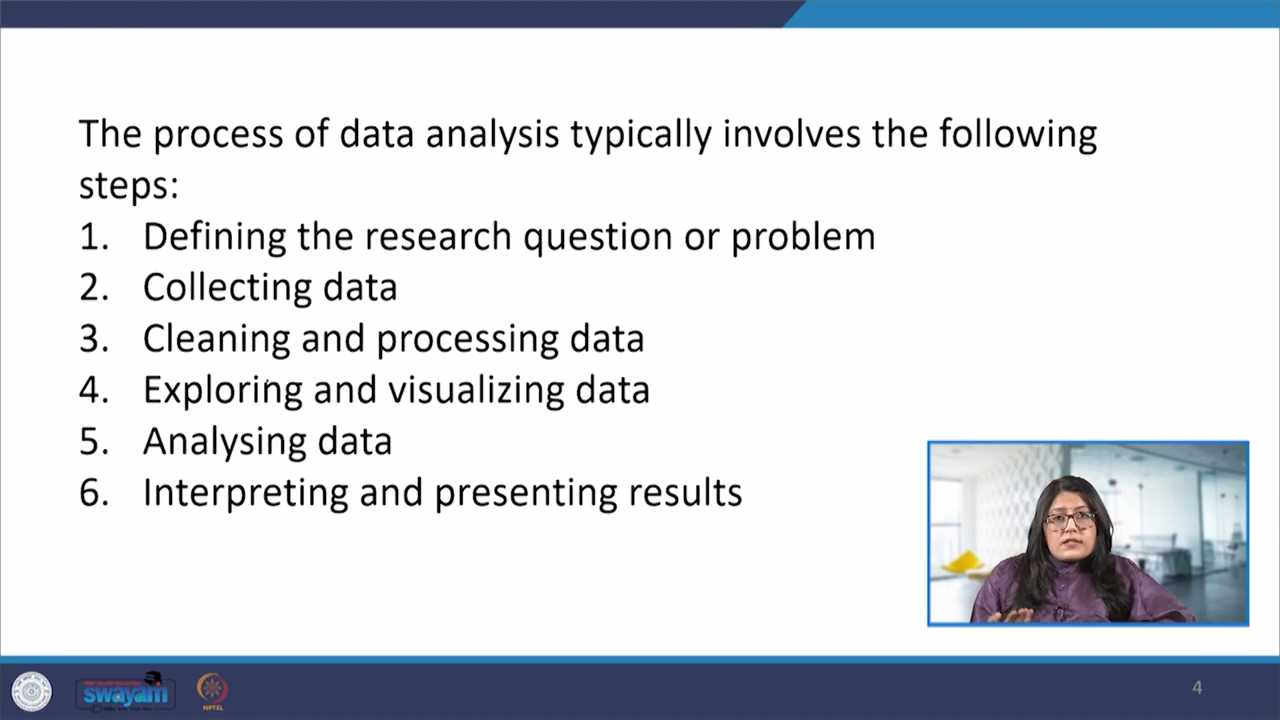 The process of data analysis typically involves the following
steps:
1. Defining the research question or problem
2. Collecting data
3. Cleaning and processing data
4. Exploring and visualizing data
5. Analysing data
6. Interpreting and presenting results
swayam
NPTEL
4